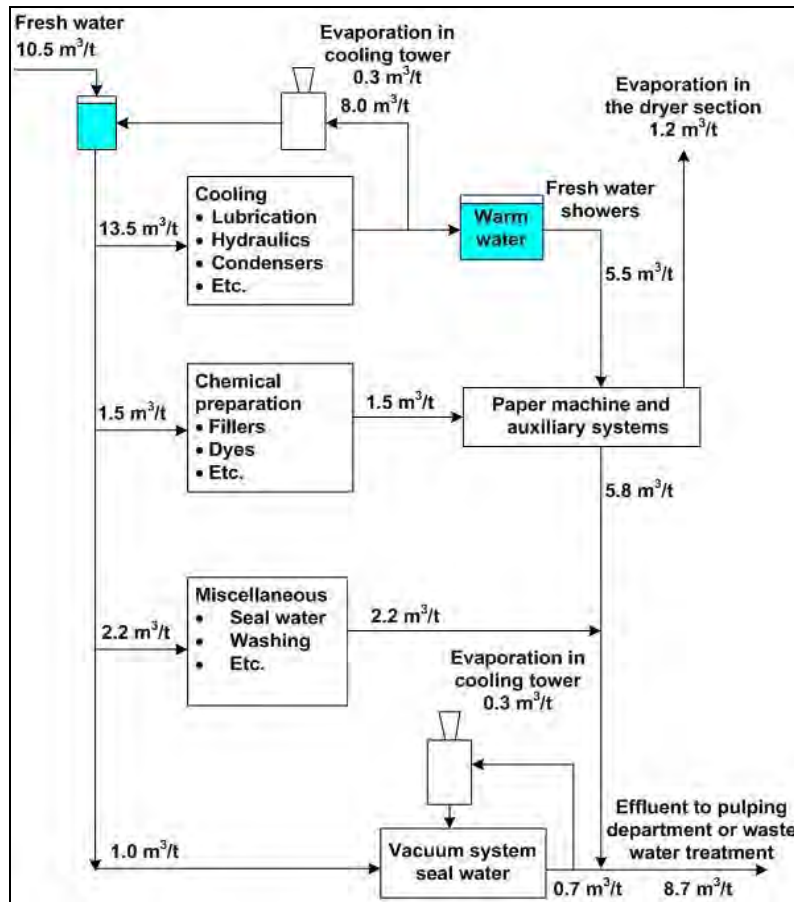 Fresh water
10.5 m³/t
Evaporation in
cooling tower
0.3 m³/t
8.0 m³/t
Evaporation in
the dryer section
1.2 m³/t
Cooling
• Lubrication
• Hydraulics
• Condensers
• Etc.
13.5 m³/t
Warm
water
Fresh water
showers
5.5 m³/t
Chemical
preparation
• Fillers
• Dyes
• Etc.
1.5 m³/t
1.5 m³/t
Paper machine and
auxiliary systems
5.8 m³/t
Miscellaneous
• Seal water
• Washing
• Etc.
2.2 m³/t
2.2 m³/t
Evaporation in
cooling tower
0.3 m³/t
Effluent to pulping
department or waste
water treatment
1.0 m³/t
Vacuum system
seal water
0.7 m³/t
8.7 m³/t